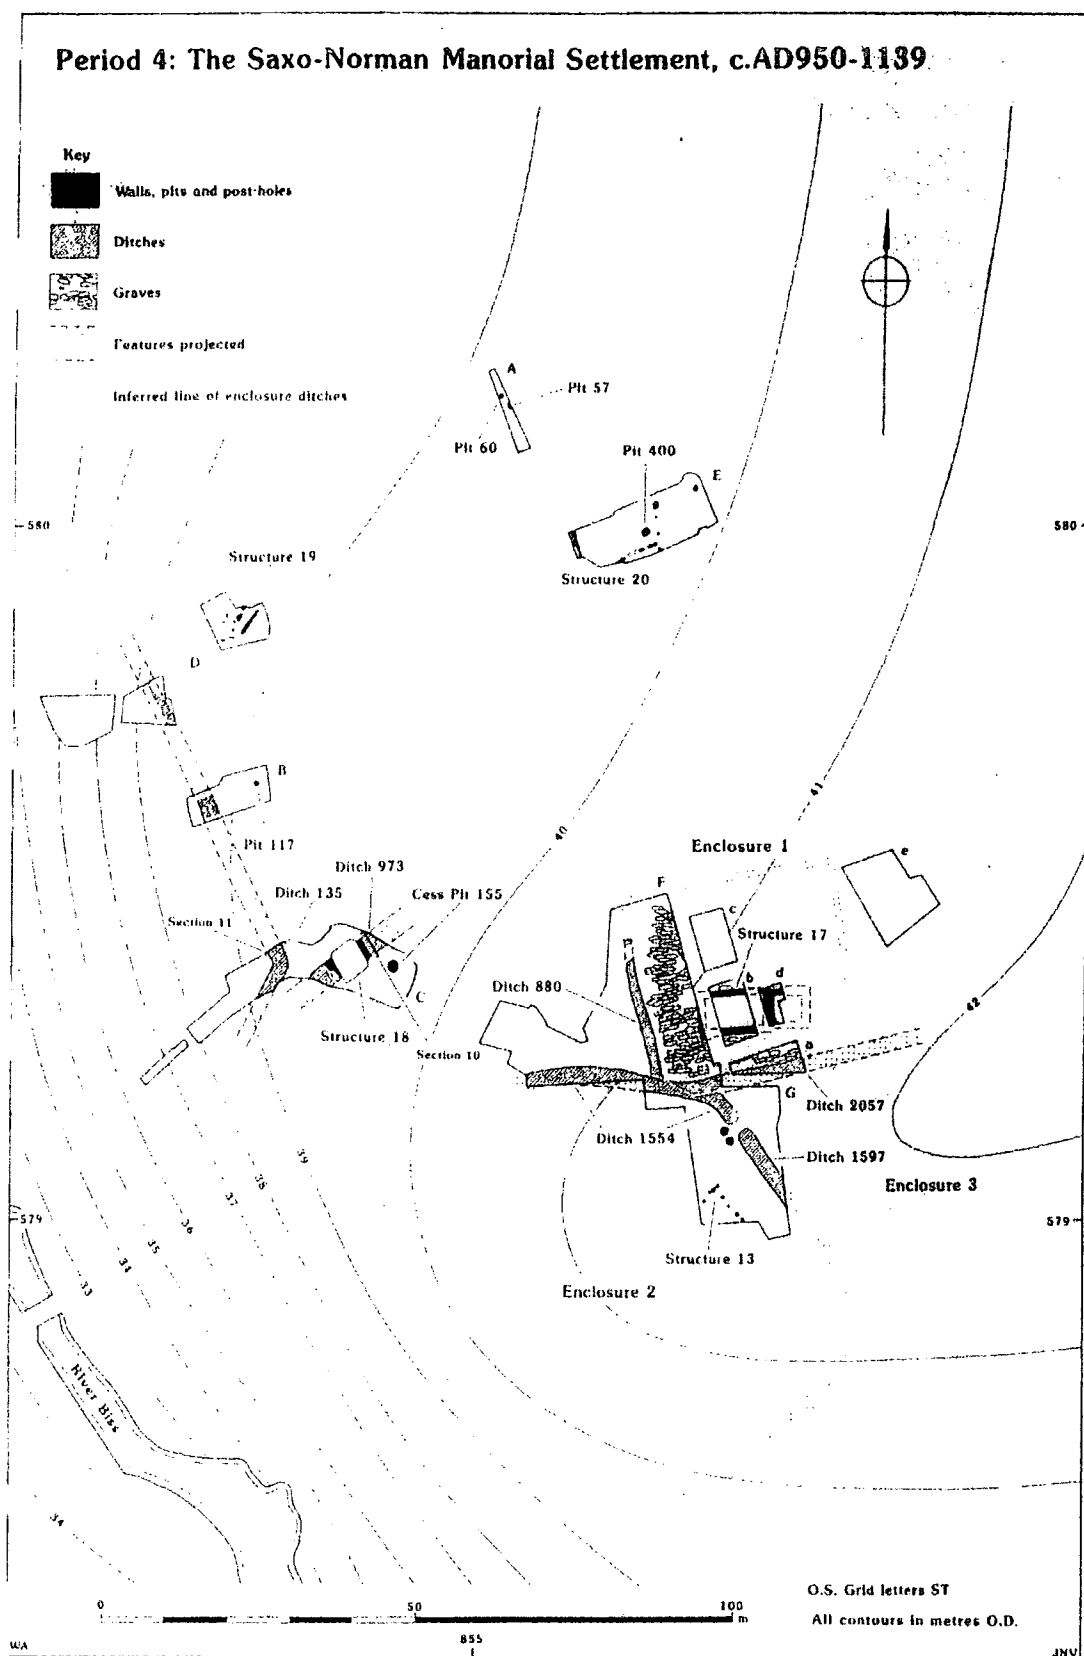 Period 4: The Saxo-Norman Manorial Settlement, c.AD950-1139
Key
Walls, pits and post-holes
Ditches
Graves
Features projected
Inferred line of enclosure ditches
A
Pit 57
Pit 60
Pit 400
E
580
580
Structure 19
Structure 20
D
B
41
40
Pit 117
Enclosure 1
e
Ditch 973
F
Ditch 135
Cess Pit 155
c
Section 11
Structure 17
b
d
Ditch 880
C
42
Structure 18
Section 10
a
G
Ditch 2057
Ditch 1554
Ditch 1597
39
38
37
36
35
34
33
Enclosure 3
579
579
Structure 13
Enclosure 2
River Biss
34
O.S. Grid letters ST
0
50
100
m
All contours in metres O.D.
WA
855
JNV